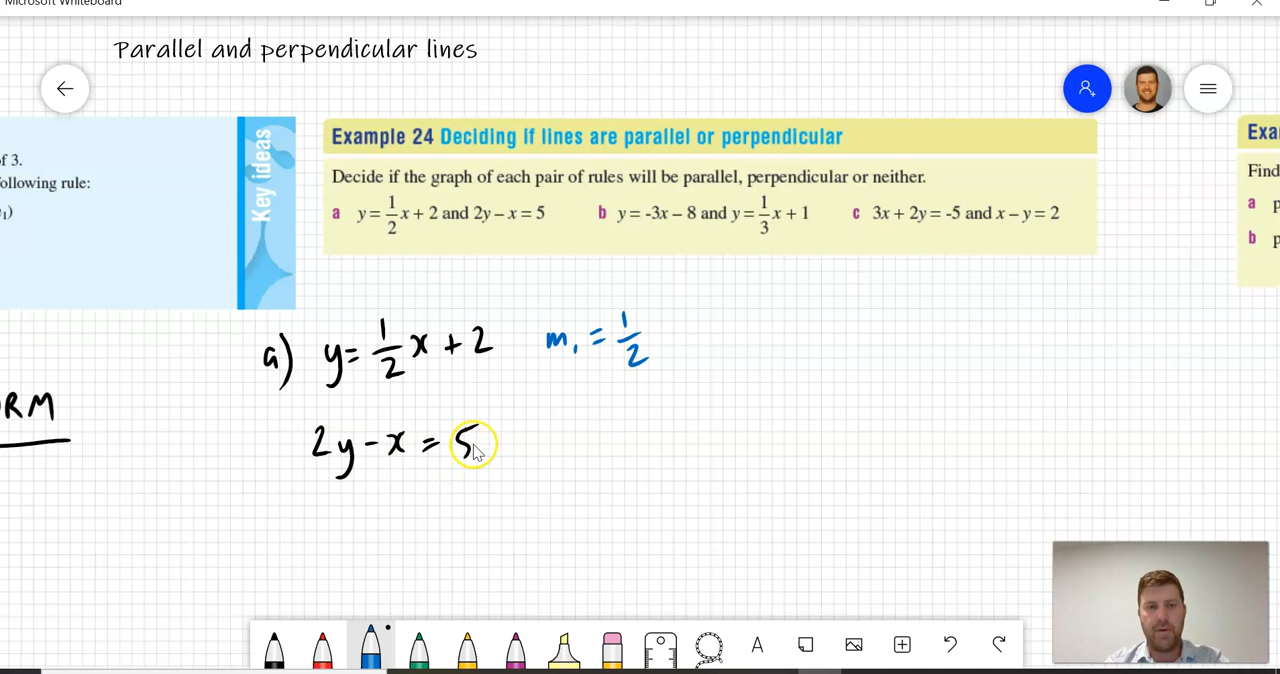 Microsoft Whiteboard
Parallel and perpendicular lines
of 3.
ollowing rule:
Key ideas
Example 24 Deciding if lines are parallel or perpendicular
Decide if the graph of each pair of rules will be parallel, perpendicular or neither.
a y = 1/2 x + 2 and 2y – x = 5 b y = -3x – 8 and y = 1/3 x + 1 c 3x + 2y = -5 and x – y = 2
Exa
Find
a p
b p
a) y = 1/2 x + 2 m₁ = 1/2
RM
2y - x = 5
A